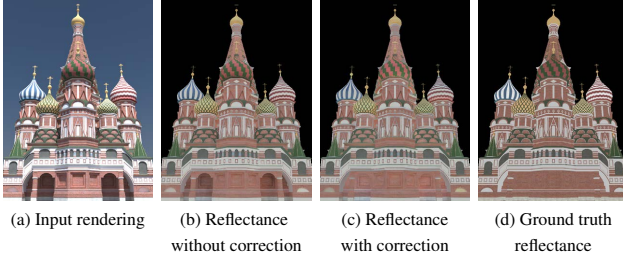 (a) Input rendering
(b) Reflectance
without correction
(c) Reflectance
with correction
(d) Ground truth
reflectance